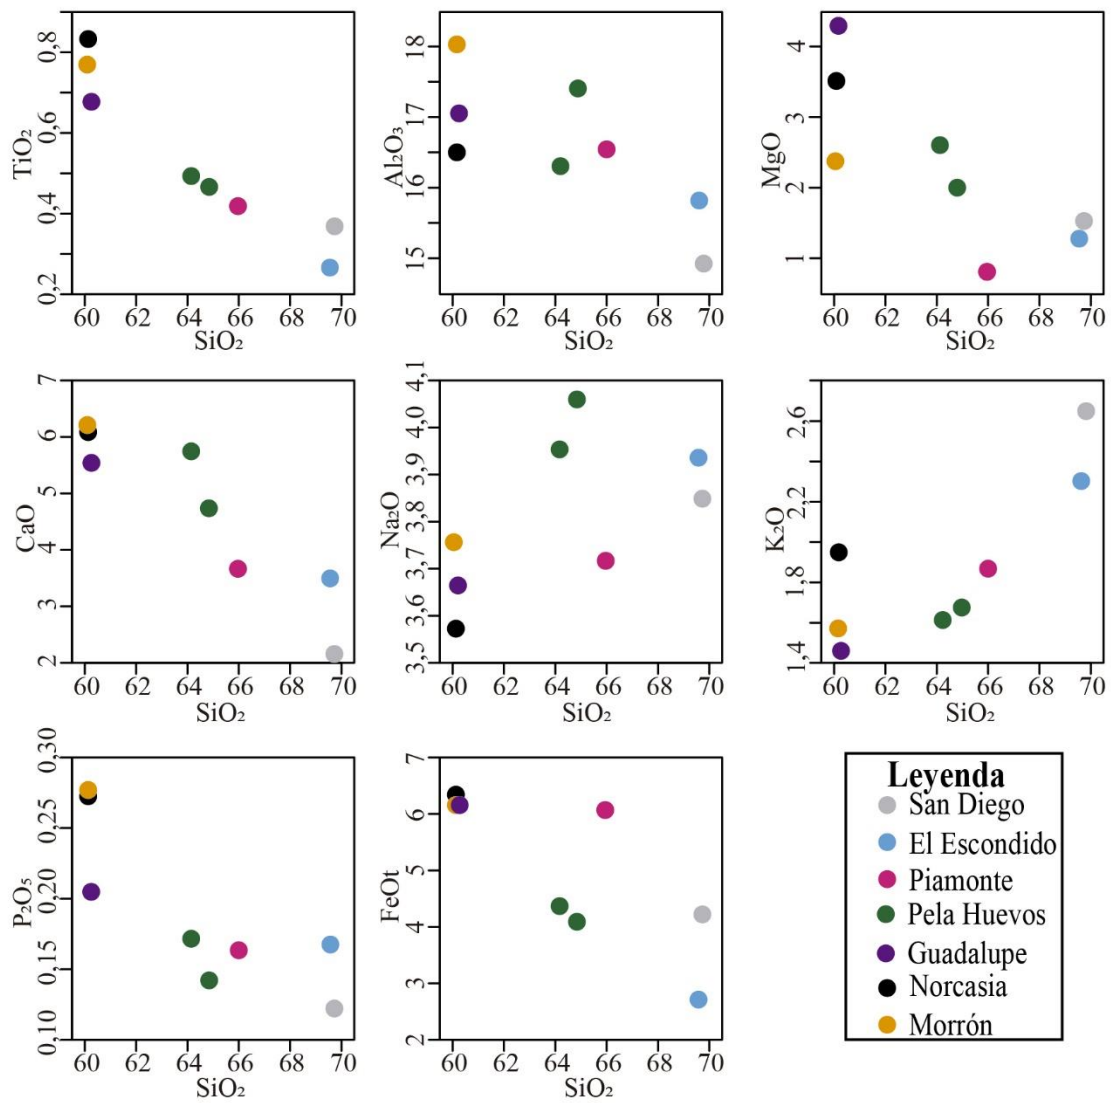 TiO₂
0,2 0,4 0,6 0,8
60 62 64 66 68 70
SiO₂
Al₂O₃
15 16 17 18
60 62 64 66 68 70
SiO₂
MgO
1 2 3 4
60 62 64 66 68 70
SiO₂
CaO
2 3 4 5 6 7
60 62 64 66 68 70
SiO₂
Na₂O
3,5 3,6 3,7 3,8 3,9 4,0 4,1
60 62 64 66 68 70
SiO₂
K₂O
1,4 1,8 2,2 2,6
60 62 64 66 68 70
SiO₂
P₂O₅
0,10 0,15 0,20 0,25 0,30
60 62 64 66 68 70
SiO₂
FeOt
2 3 4 5 6 7
60 62 64 66 68 70
SiO₂
Leyenda
San Diego
El Escondido
Piamonte
Pela Huevos
Guadalupe
Norcasia
Morrón